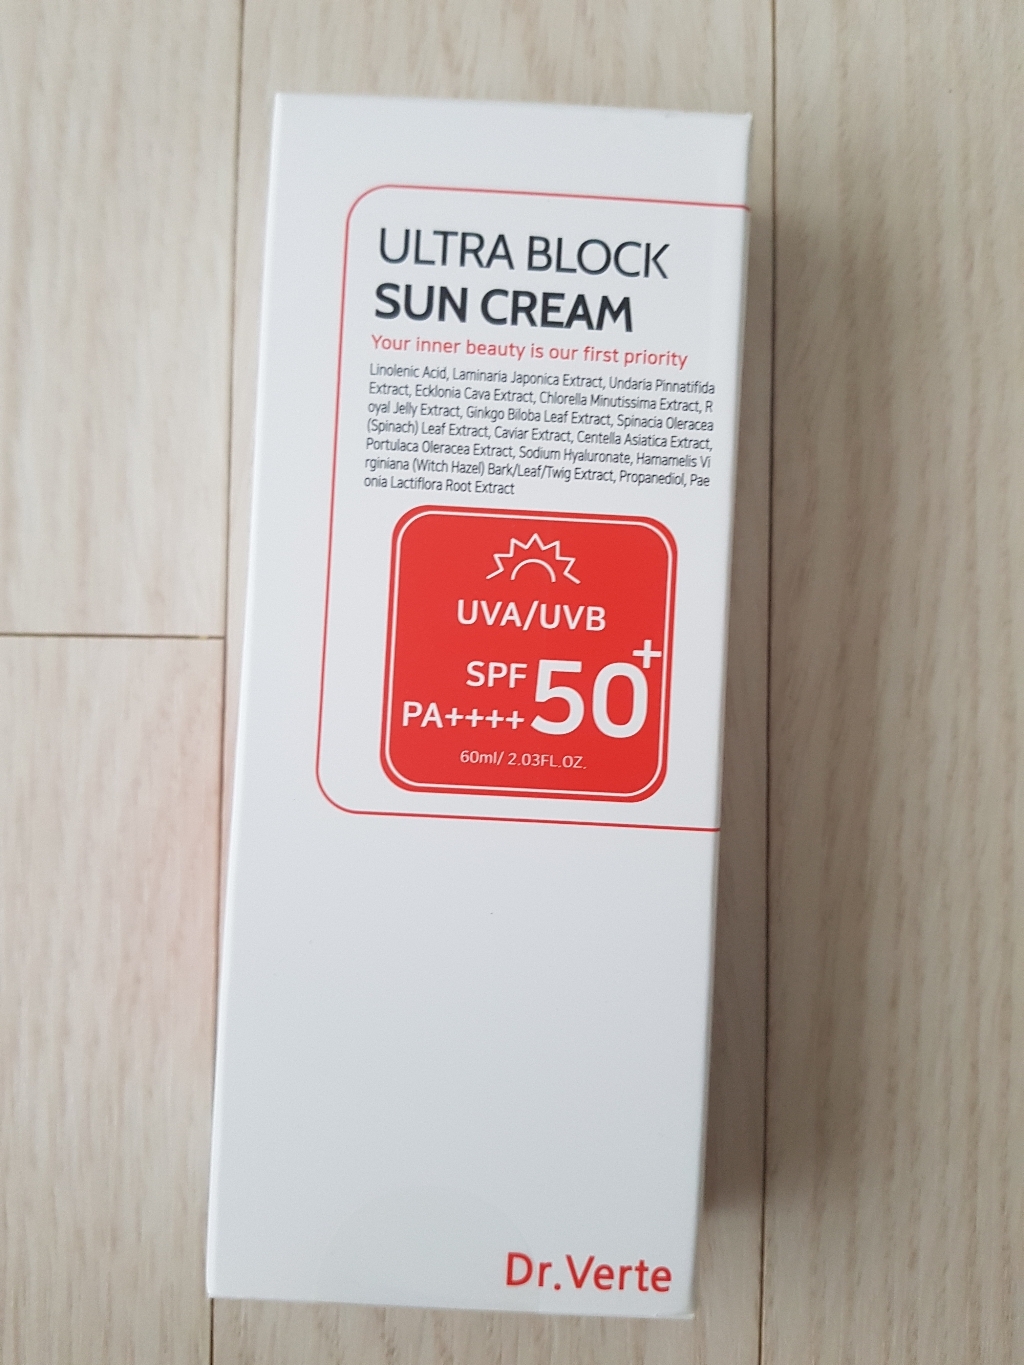 ULTRA BLOCK
SUN CREAM
Your inner beauty is our first priority
Linolenic Acid, Laminaria Japonica Extract, Undaria Pinnatifida
Extract, Ecklonia Cava Extract, Chlorella Minutissima Extract, R
oyal Jelly Extract, Ginkgo Biloba Leaf Extract, Spinacia Oleracea
(Spinach) Leaf Extract, Caviar Extract, Centella Asiatica Extract,
Portulaca Oleracea Extract, Sodium Hyaluronate, Hamamelis Vi
rginiana (Witch Hazel) Bark/Leaf/Twig Extract, Propanediol, Pae
onia Lactiflora Root Extract
UVA/UVB
SPF 50+
PA++++
60ml/ 2.03FL.OZ.
Dr.Verte